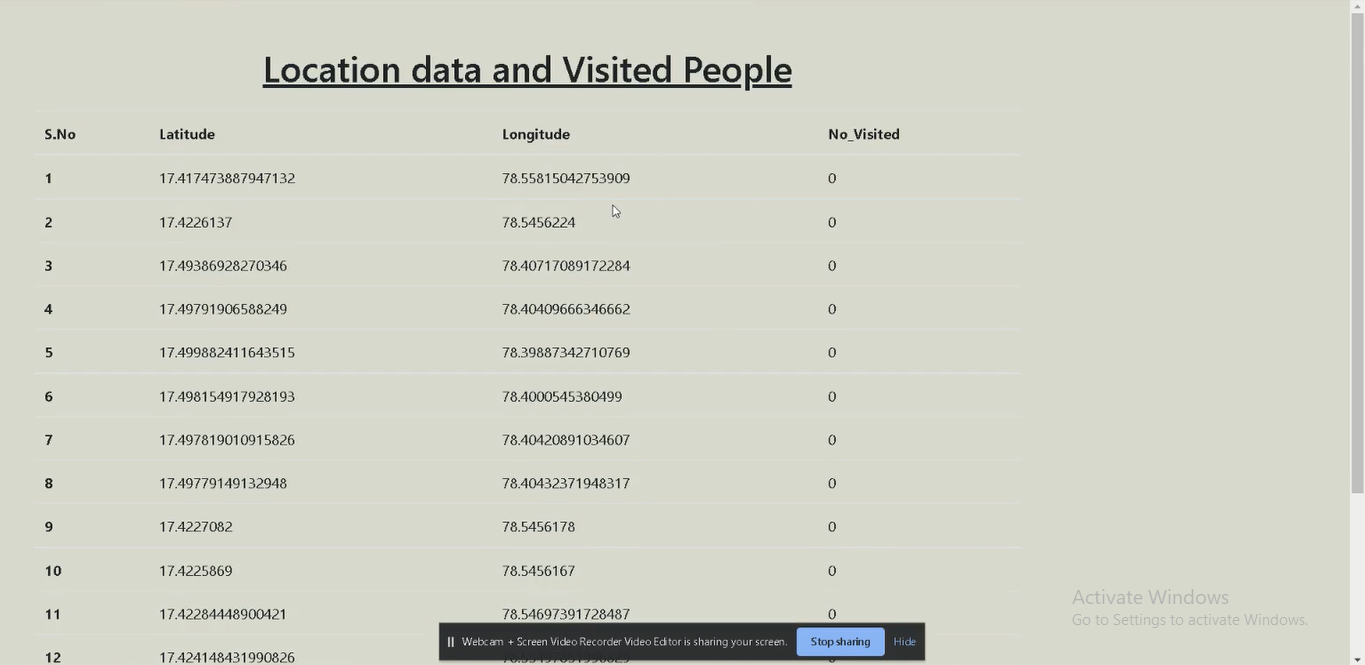 Location data and Visited People
S.No Latitude Longitude No_Visited
1 17.417473887947132 78.55815042753909 0
2 17.4226137 78.5456224 0
3 17.49386928270346 78.40717089172284 0
4 17.49791906588249 78.40409666346662 0
5 17.499882411643515 78.39887342710769 0
6 17.498154917928193 78.4000545380499 0
7 17.497819010915826 78.40420891034607 0
8 17.49779149132948 78.40432371948317 0
9 17.4227082 78.5456178 0
10 17.4225869 78.5456167 0
11 17.42284448900421 78.54697391728487 0
12 17.424148431990826
Webcam + Screen Video Recorder Video Editor is sharing your screen. Stop sharing Hide
Activate Windows
Go to Settings to activate Windows.